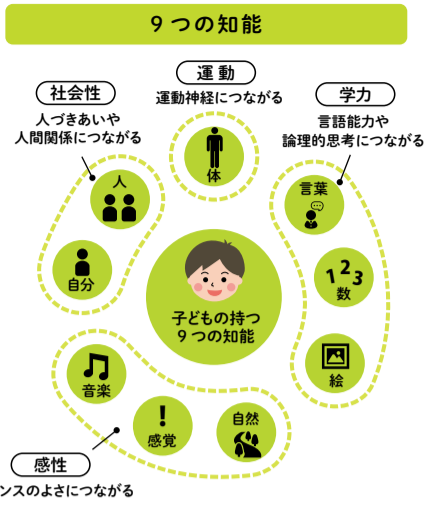 9つの知能
運動
運動神経につながる
社会性
人づきあいや
人間関係につながる
学力
言語能力や
論理的思考につながる
体
人
言葉
自分
1 2 3
数
子どもの持つ
9つの知能
絵
音楽
!
感覚
自然
感性
ンスのよさにつながる